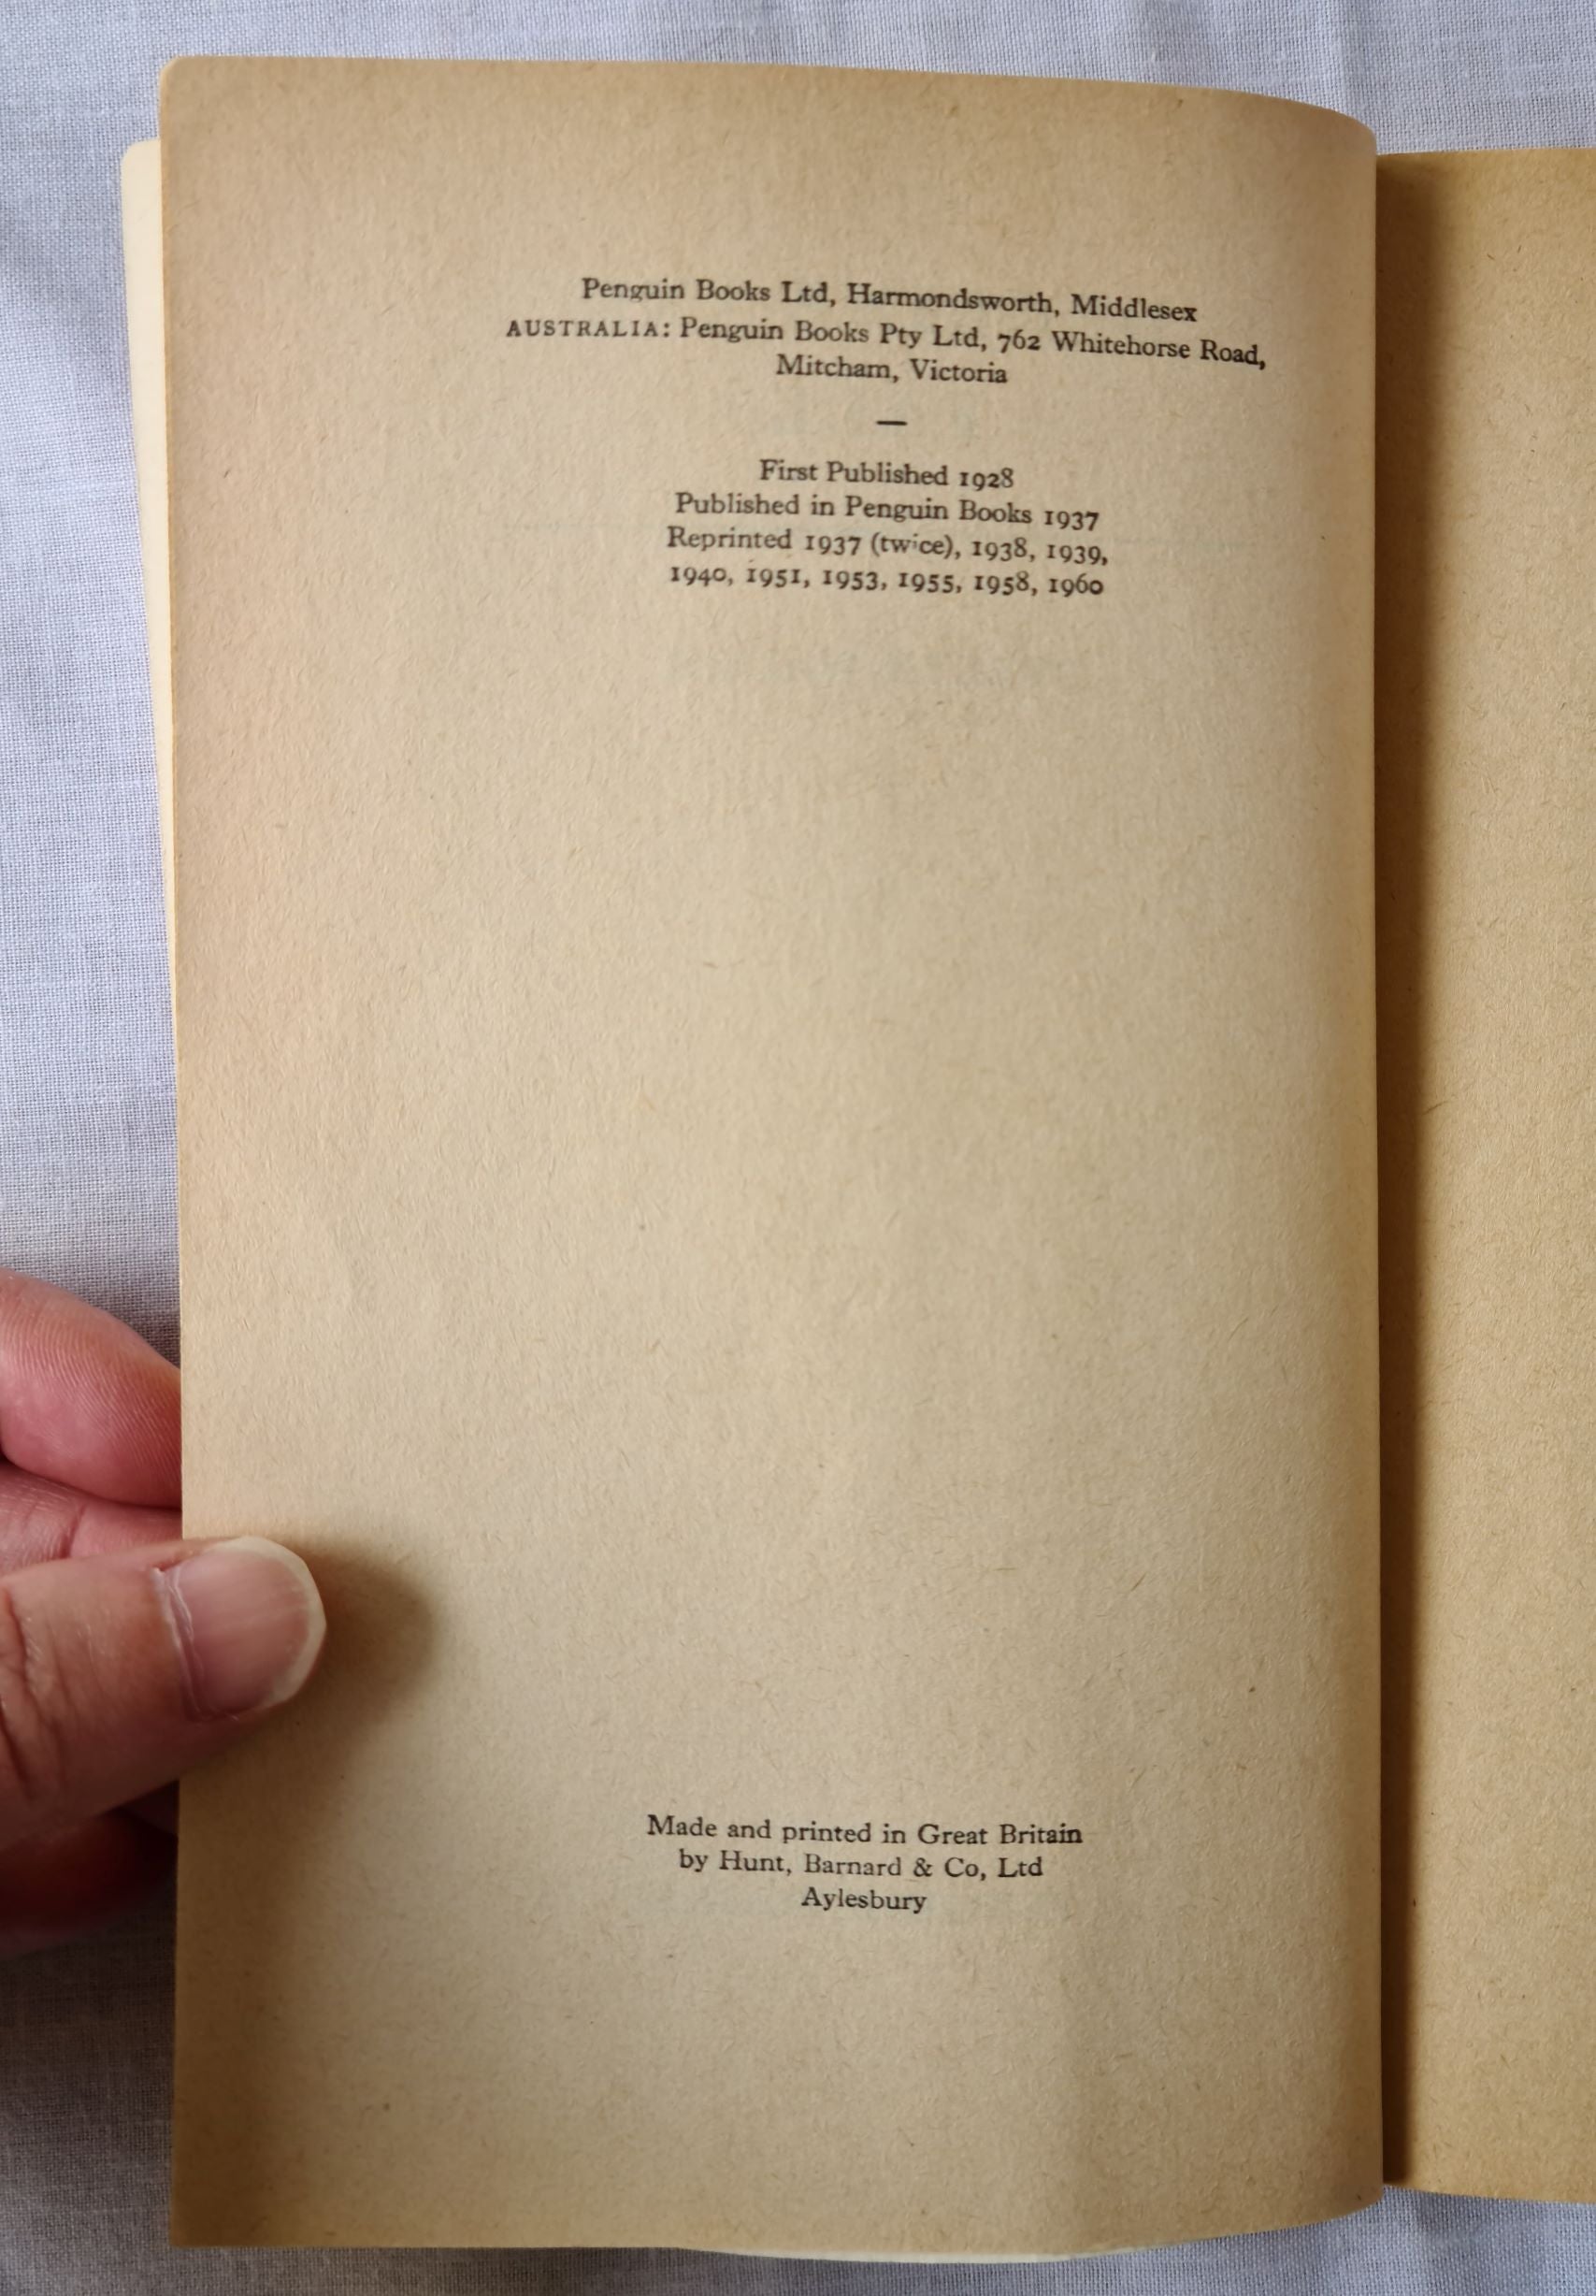 Penguin Books Ltd, Harmondsworth, Middlesex
AUSTRALIA: Penguin Books Pty Ltd, 762 Whitehorse Road,
Mitcham, Victoria
—
First Published 1928
Published in Penguin Books 1937
Reprinted 1937 (twice), 1938, 1939,
1940, 1951, 1953, 1955, 1958, 1960
Made and printed in Great Britain
by Hunt, Barnard & Co, Ltd
Aylesbury